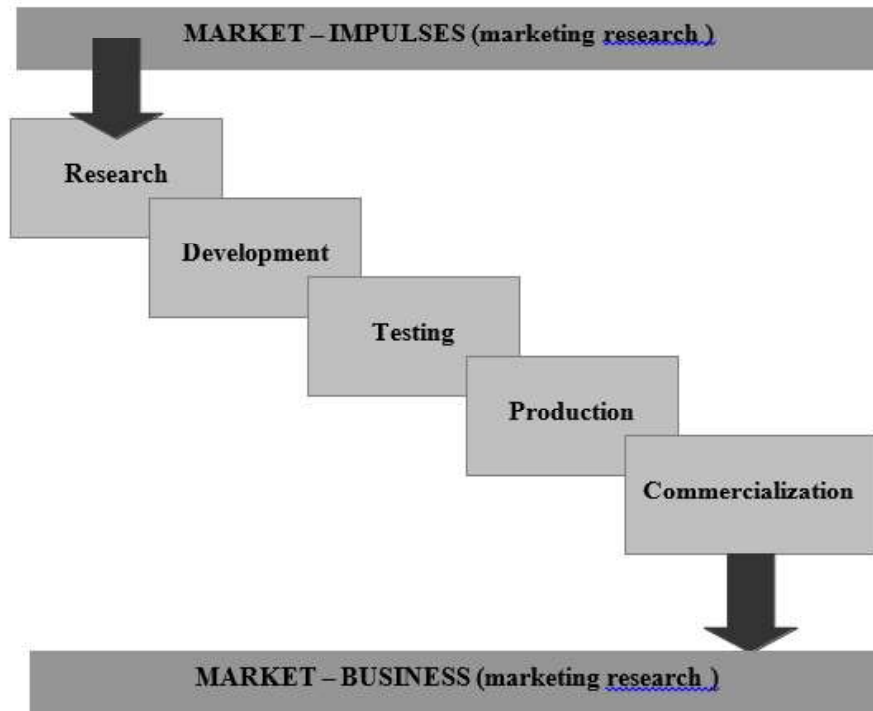 MARKET – IMPULSES (marketing research )
Research
Development
Testing
Production
Commercialization
MARKET – BUSINESS (marketing research )